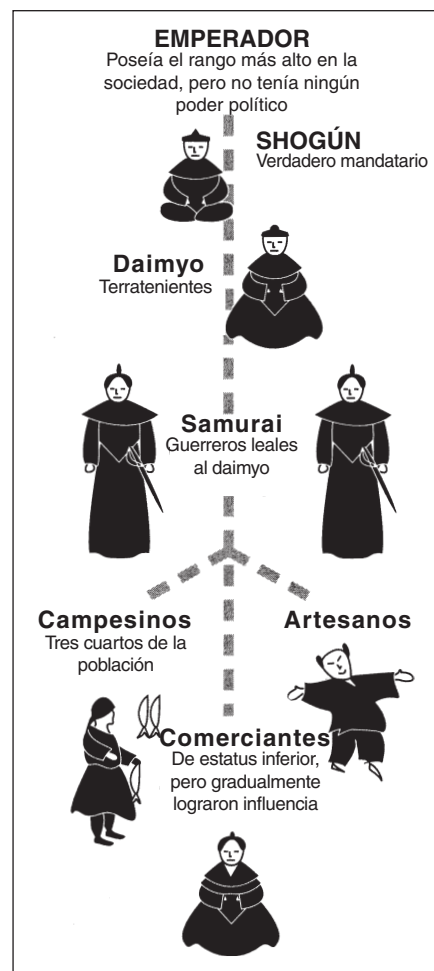 EMPERADOR
Poseía el rango más alto en la
sociedad, pero no tenía ningún
poder político
SHOGÚN
Verdadero mandatario
Daimyo
Terratenientes
Samurai
Guerreros leales
al daimyo
Campesinos
Tres cuartos de la
población
Artesanos
Comerciantes
De estatus inferior,
pero gradualmente
lograron influencia